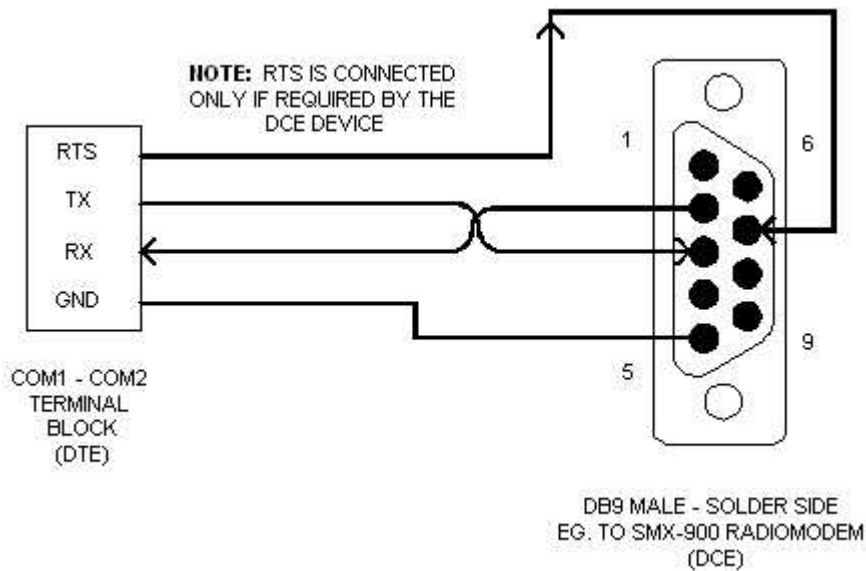 NOTE: RTS IS CONNECTED
ONLY IF REQUIRED BY THE
DCE DEVICE
RTS
TX
RX
GND
COM1 - COM2
TERMINAL
BLOCK
(DTE)
1
6
5
9
DB9 MALE - SOLDER SIDE
EG. TO SMX-900 RADIOMODEM
(DCE)